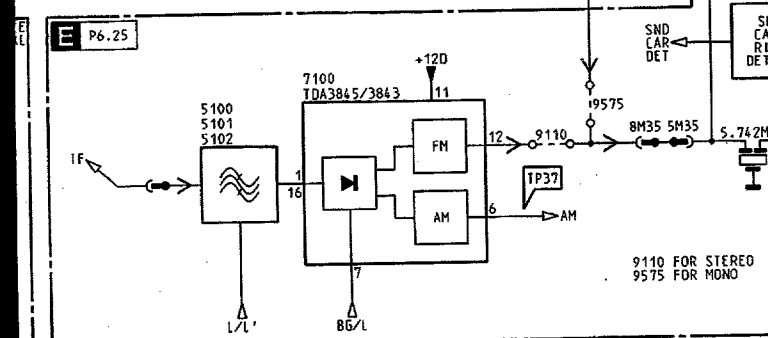 E P6.25
+12D
SND
CAR
DET
7100
TDA3845/3843
11
5100
5101
5102
9575
IF
FM
12
9110
8M35 5M35
5.742M
1
16
TP37
AM
6
AM
7
9110 FOR STEREO
9575 FOR MONO
L/L'
BG/L